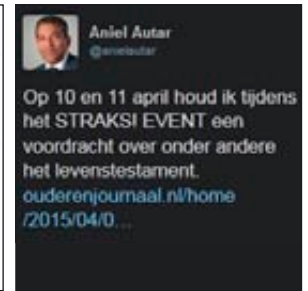 Aniel Autar
@anielautar
Op 10 en 11 april houd ik tijdens
het STRAKS! EVENT een
voordracht over onder andere
het levenstestament.
ouderenjournaal.nl/home
/2015/04/0...